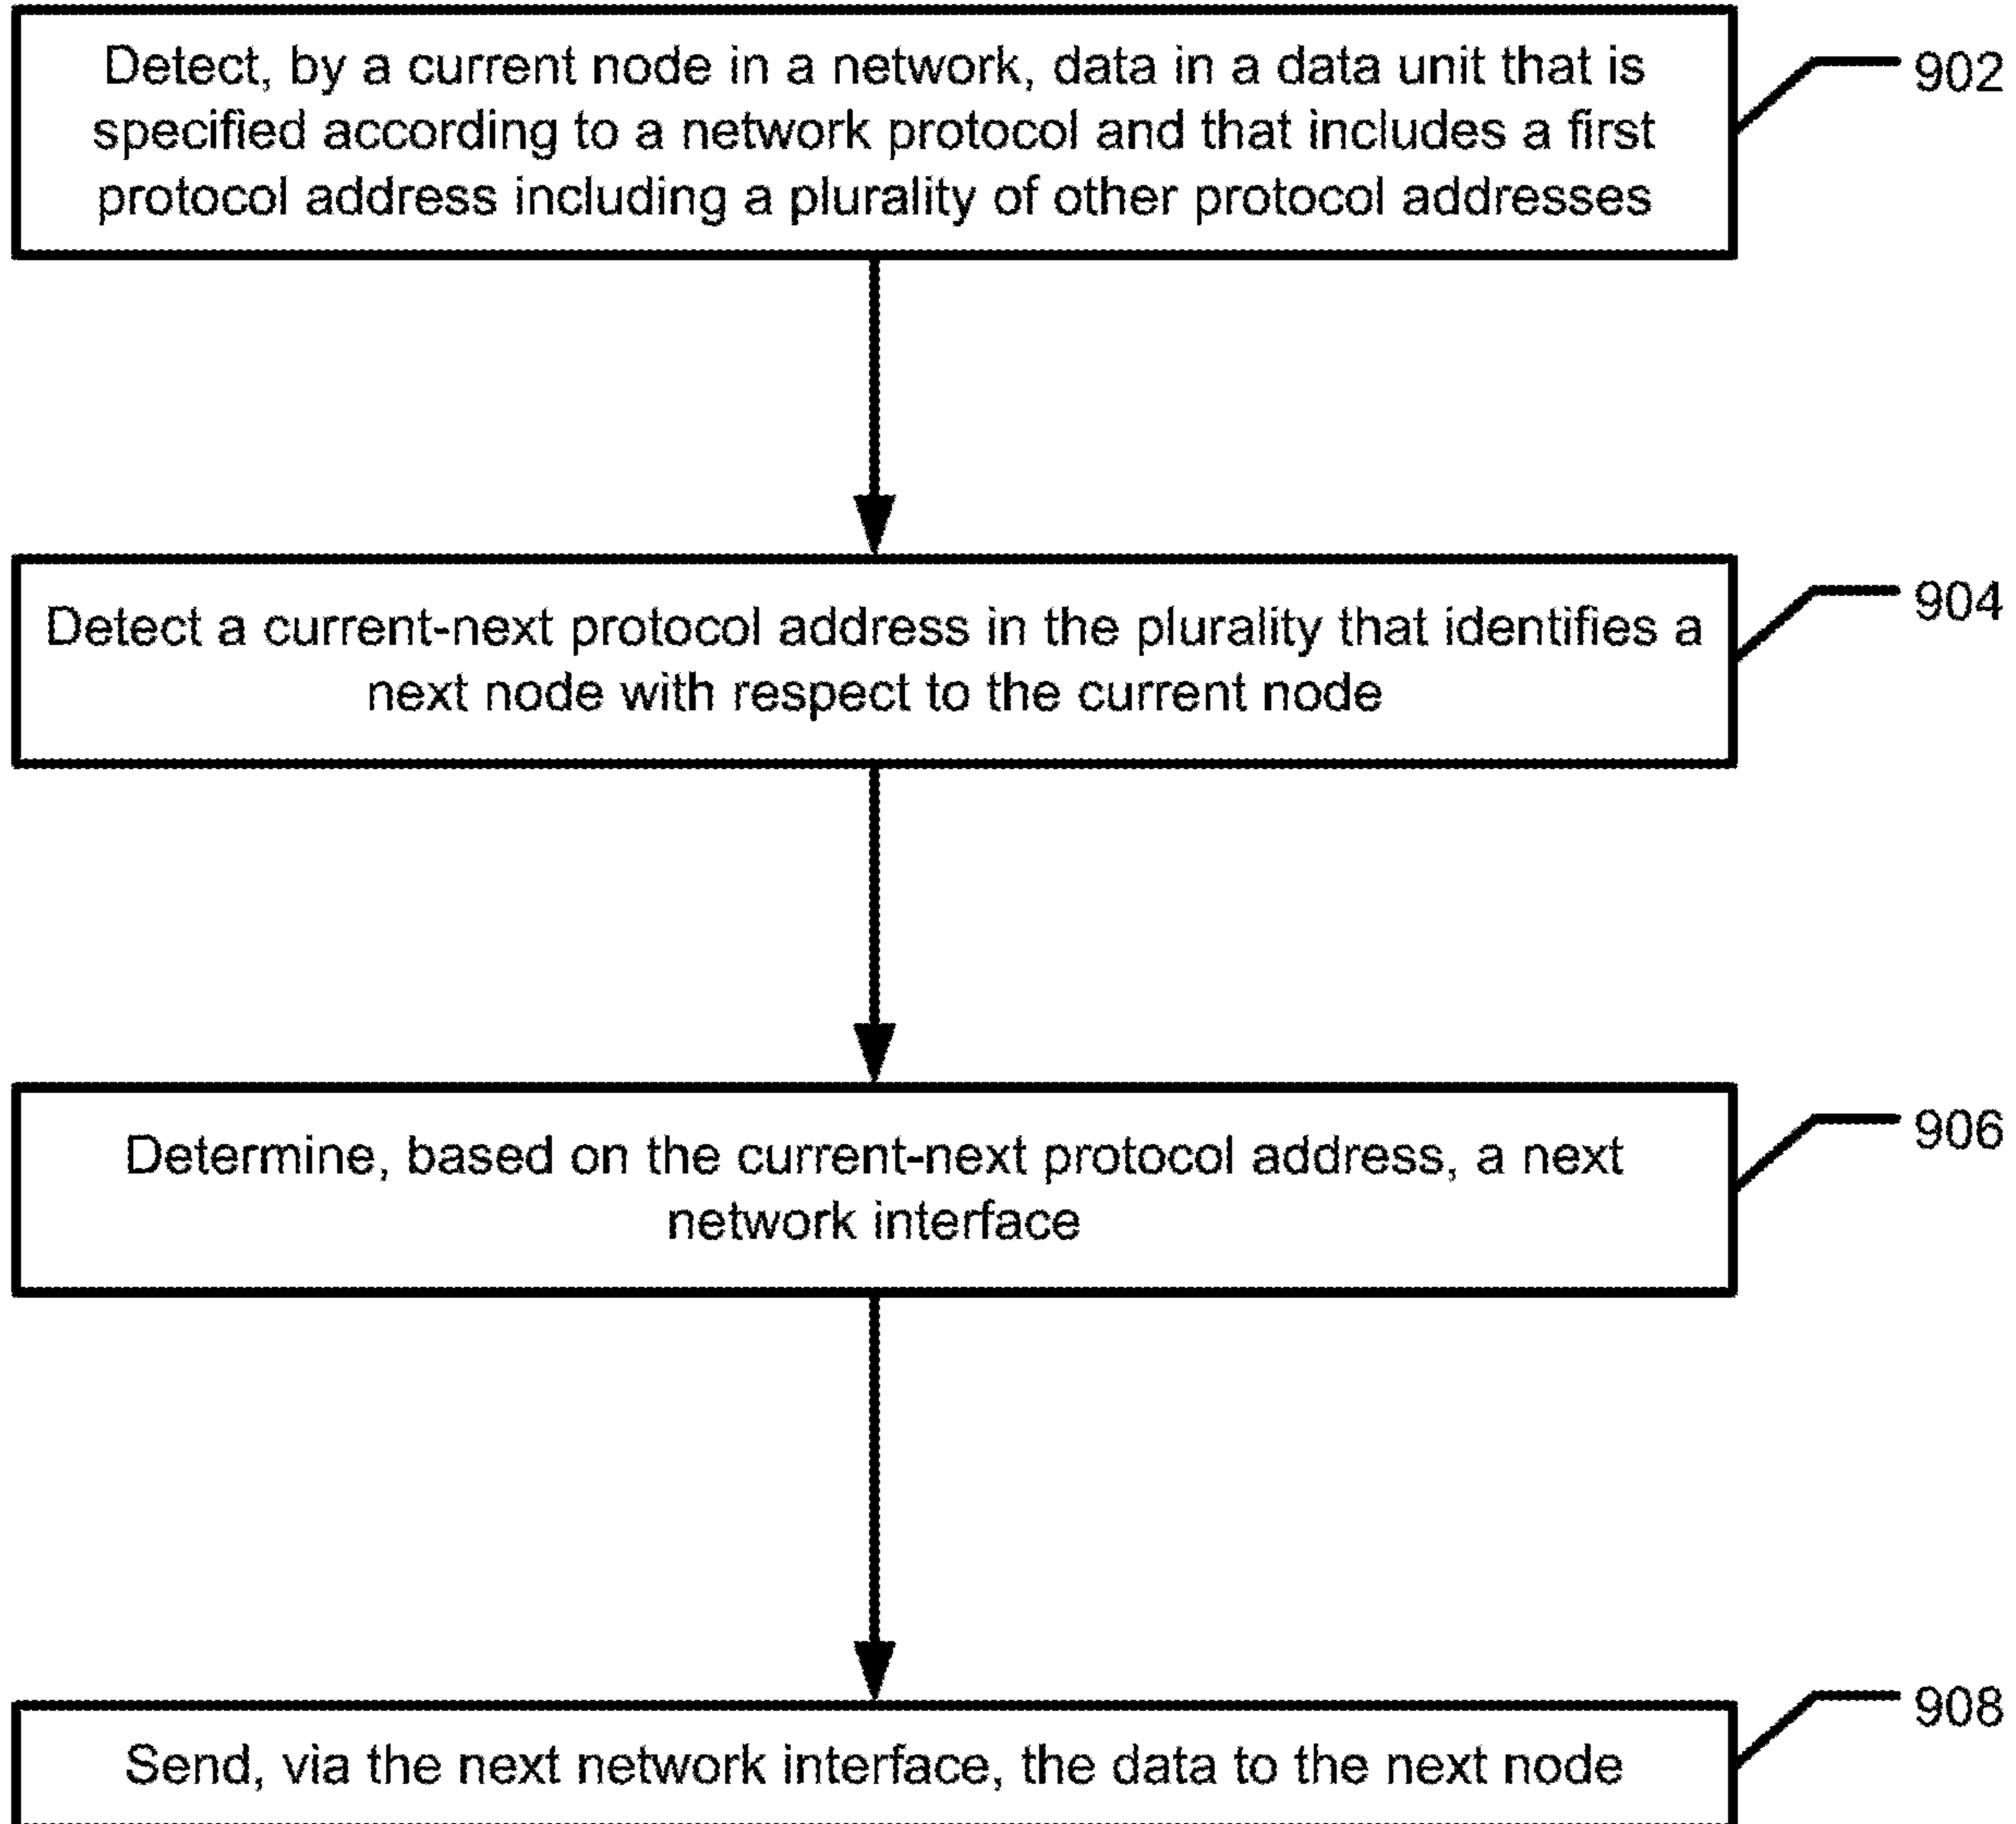 Detect, by a current node in a network, data in a data unit that is
specified according to a network protocol and that includes a first
protocol address including a plurality of other protocol addresses
902
Detect a current-next protocol address in the plurality that identifies a
next node with respect to the current node
904
Determine, based on the current-next protocol address, a next
network interface
906
Send, via the next network interface, the data to the next node
908